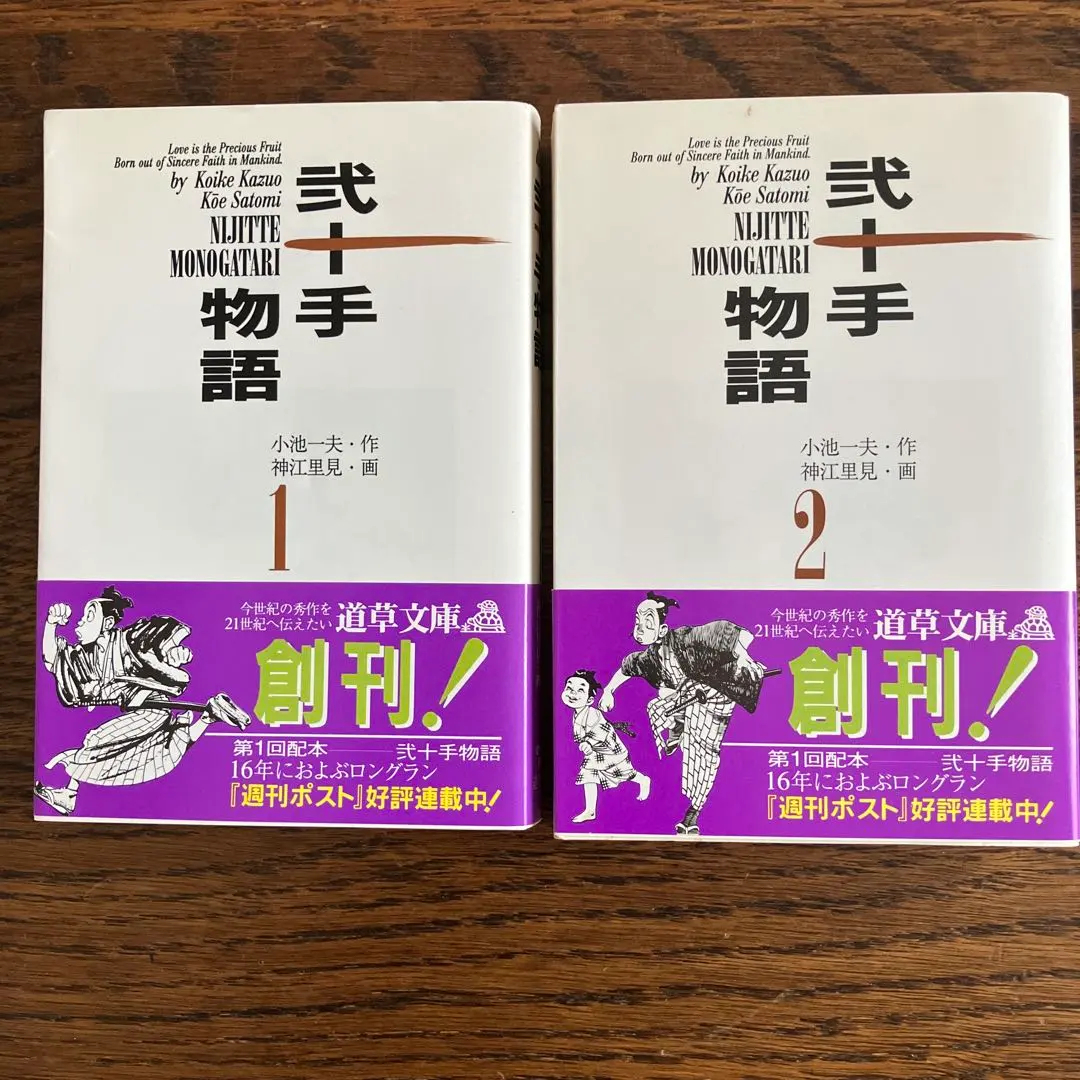 Love is the Precious Fruit
Born out of Sincere Faith in Mankind.
by Koike Kazuo
Kōe Satomi
NIJITTE
MONOGATARI
弐十手
物語
小池一夫・作
神江里見・画
1
今世紀の秀作を
21世紀へ伝えたい
道草文庫
創刊!
第1回配本――弐十手物語
16年におよぶロングラン
『週刊ポスト』好評連載中!
Love is the Precious Fruit
Born out of Sincere Faith in Mankind.
by Koike Kazuo
Kōe Satomi
NIJITTE
MONOGATARI
弐十手
物語
小池一夫・作
神江里見・画
2
今世紀の秀作を
21世紀へ伝えたい
道草文庫
創刊!
第1回配本――弐十手物語
16年におよぶロングラン
『週刊ポスト』好評連載中!